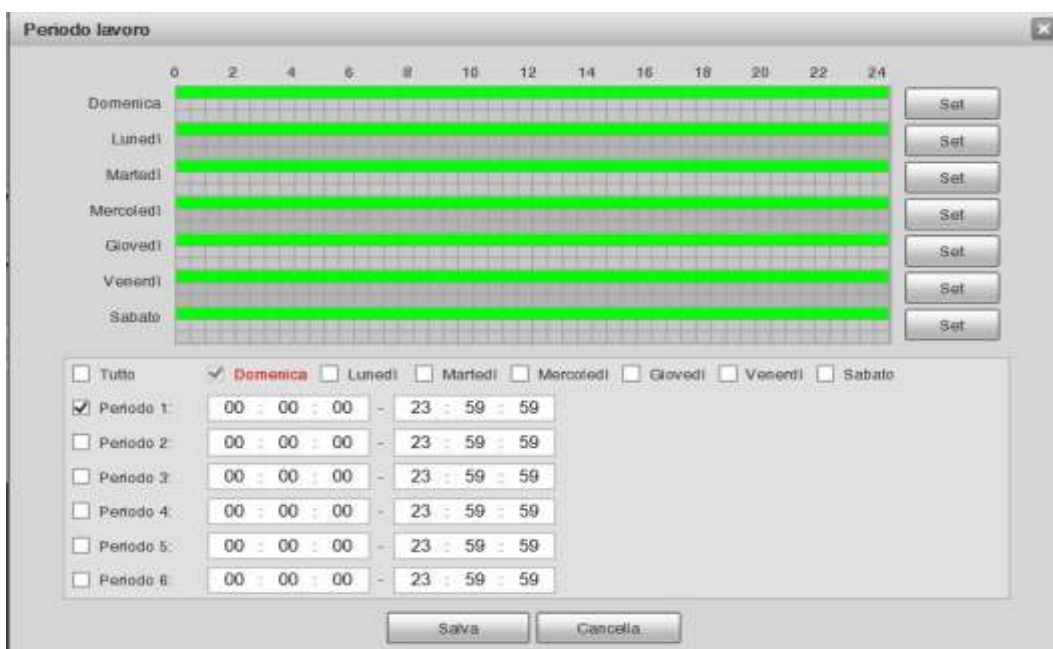 Periodo lavoro
0 2 4 6 8 10 12 14 16 18 20 22 24
Domenica Set
Lunedì Set
Martedì Set
Mercoledì Set
Giovedì Set
Venerdì Set
Sabato Set
Tutto Domenica Lunedì Martedì Mercoledì Giovedì Venerdì Sabato
Periodo 1: 00 : 00 : 00 - 23 : 59 : 59
Periodo 2: 00 : 00 : 00 - 23 : 59 : 59
Periodo 3: 00 : 00 : 00 - 23 : 59 : 59
Periodo 4: 00 : 00 : 00 - 23 : 59 : 59
Periodo 5: 00 : 00 : 00 - 23 : 59 : 59
Periodo 6: 00 : 00 : 00 - 23 : 59 : 59
Salva Cancella